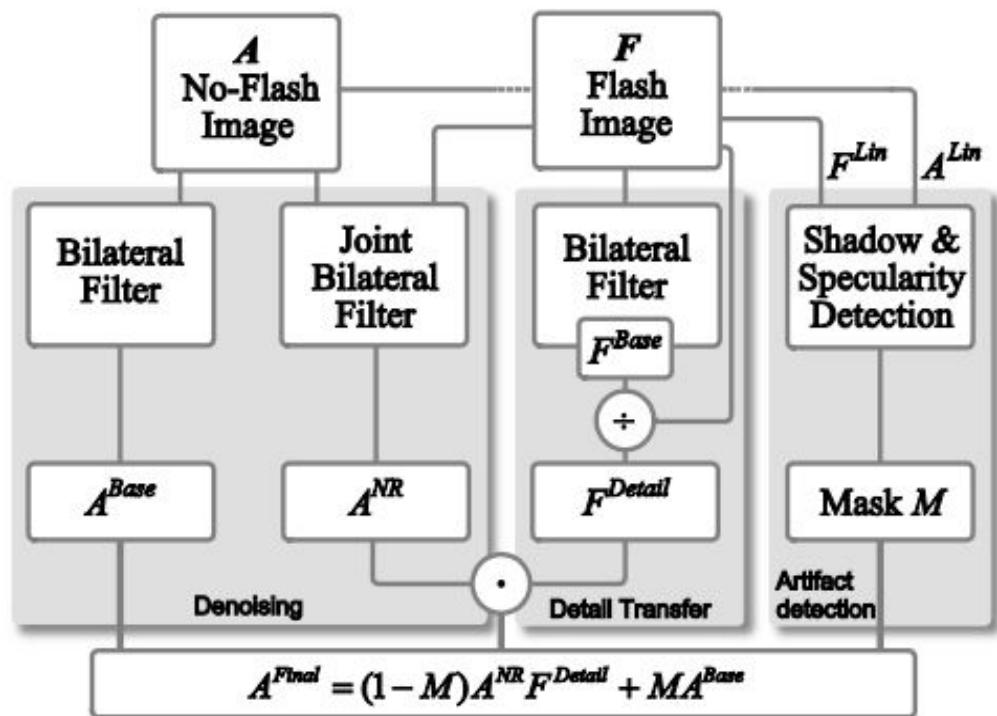 A
No-Flash
Image
F
Flash
Image
F^{Lin}
A^{Lin}
Bilateral
Filter
Joint
Bilateral
Filter
Bilateral
Filter
F^{Base}
÷
Shadow &
Specularity
Detection
A^{Base}
A^{NR}
F^{Detail}
Mask M
·
Denoising
Detail Transfer
Artifact
detection
A^{Final} = (1 − M) A^{NR} F^{Detail} + M A^{Base}